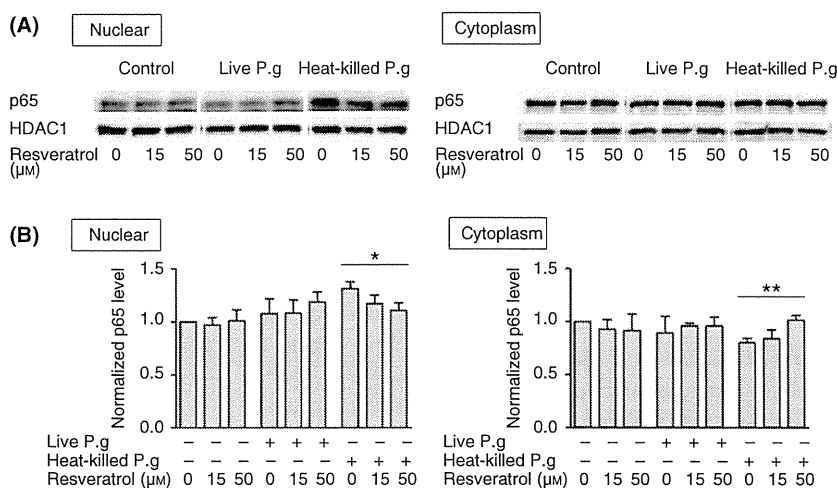 (A) Nuclear Cytoplasm
Control Live P.g Heat-killed P.g Control Live P.g Heat-killed P.g
p65 p65
HDAC1 HDAC1
Resveratrol 0 15 50 0 15 50 0 15 50 Resveratrol 0 15 50 0 15 50 0 15 50
(μM) (μM)
(B) Nuclear Cytoplasm
Normalized p65 level
1.5
1.0
0.5
0.0
*
Live P.g − − − + + + − − −
Heat-killed P.g − − − − − − + + +
Resveratrol (μM) 0 15 50 0 15 50 0 15 50
Normalized p65 level
1.5
1.0
0.5
0.0
**
Live P.g − − − + + + − − −
Heat-killed P.g − − − − − − + + +
Resveratrol (μM) 0 15 50 0 15 50 0 15 50